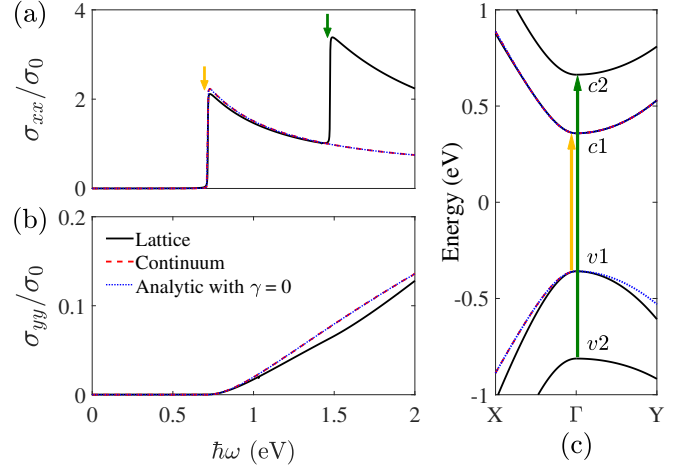 (a)
σxx/σ0
4
2
0
(b)
σyy/σ0
0.2
0.1
0
Lattice
Continuum
Analytic with γ = 0
0 0.5 1 1.5 2
ℏω (eV)
Energy (eV)
1
0.5
0
-0.5
-1
c2
c1
v1
v2
X Γ Y
(c)